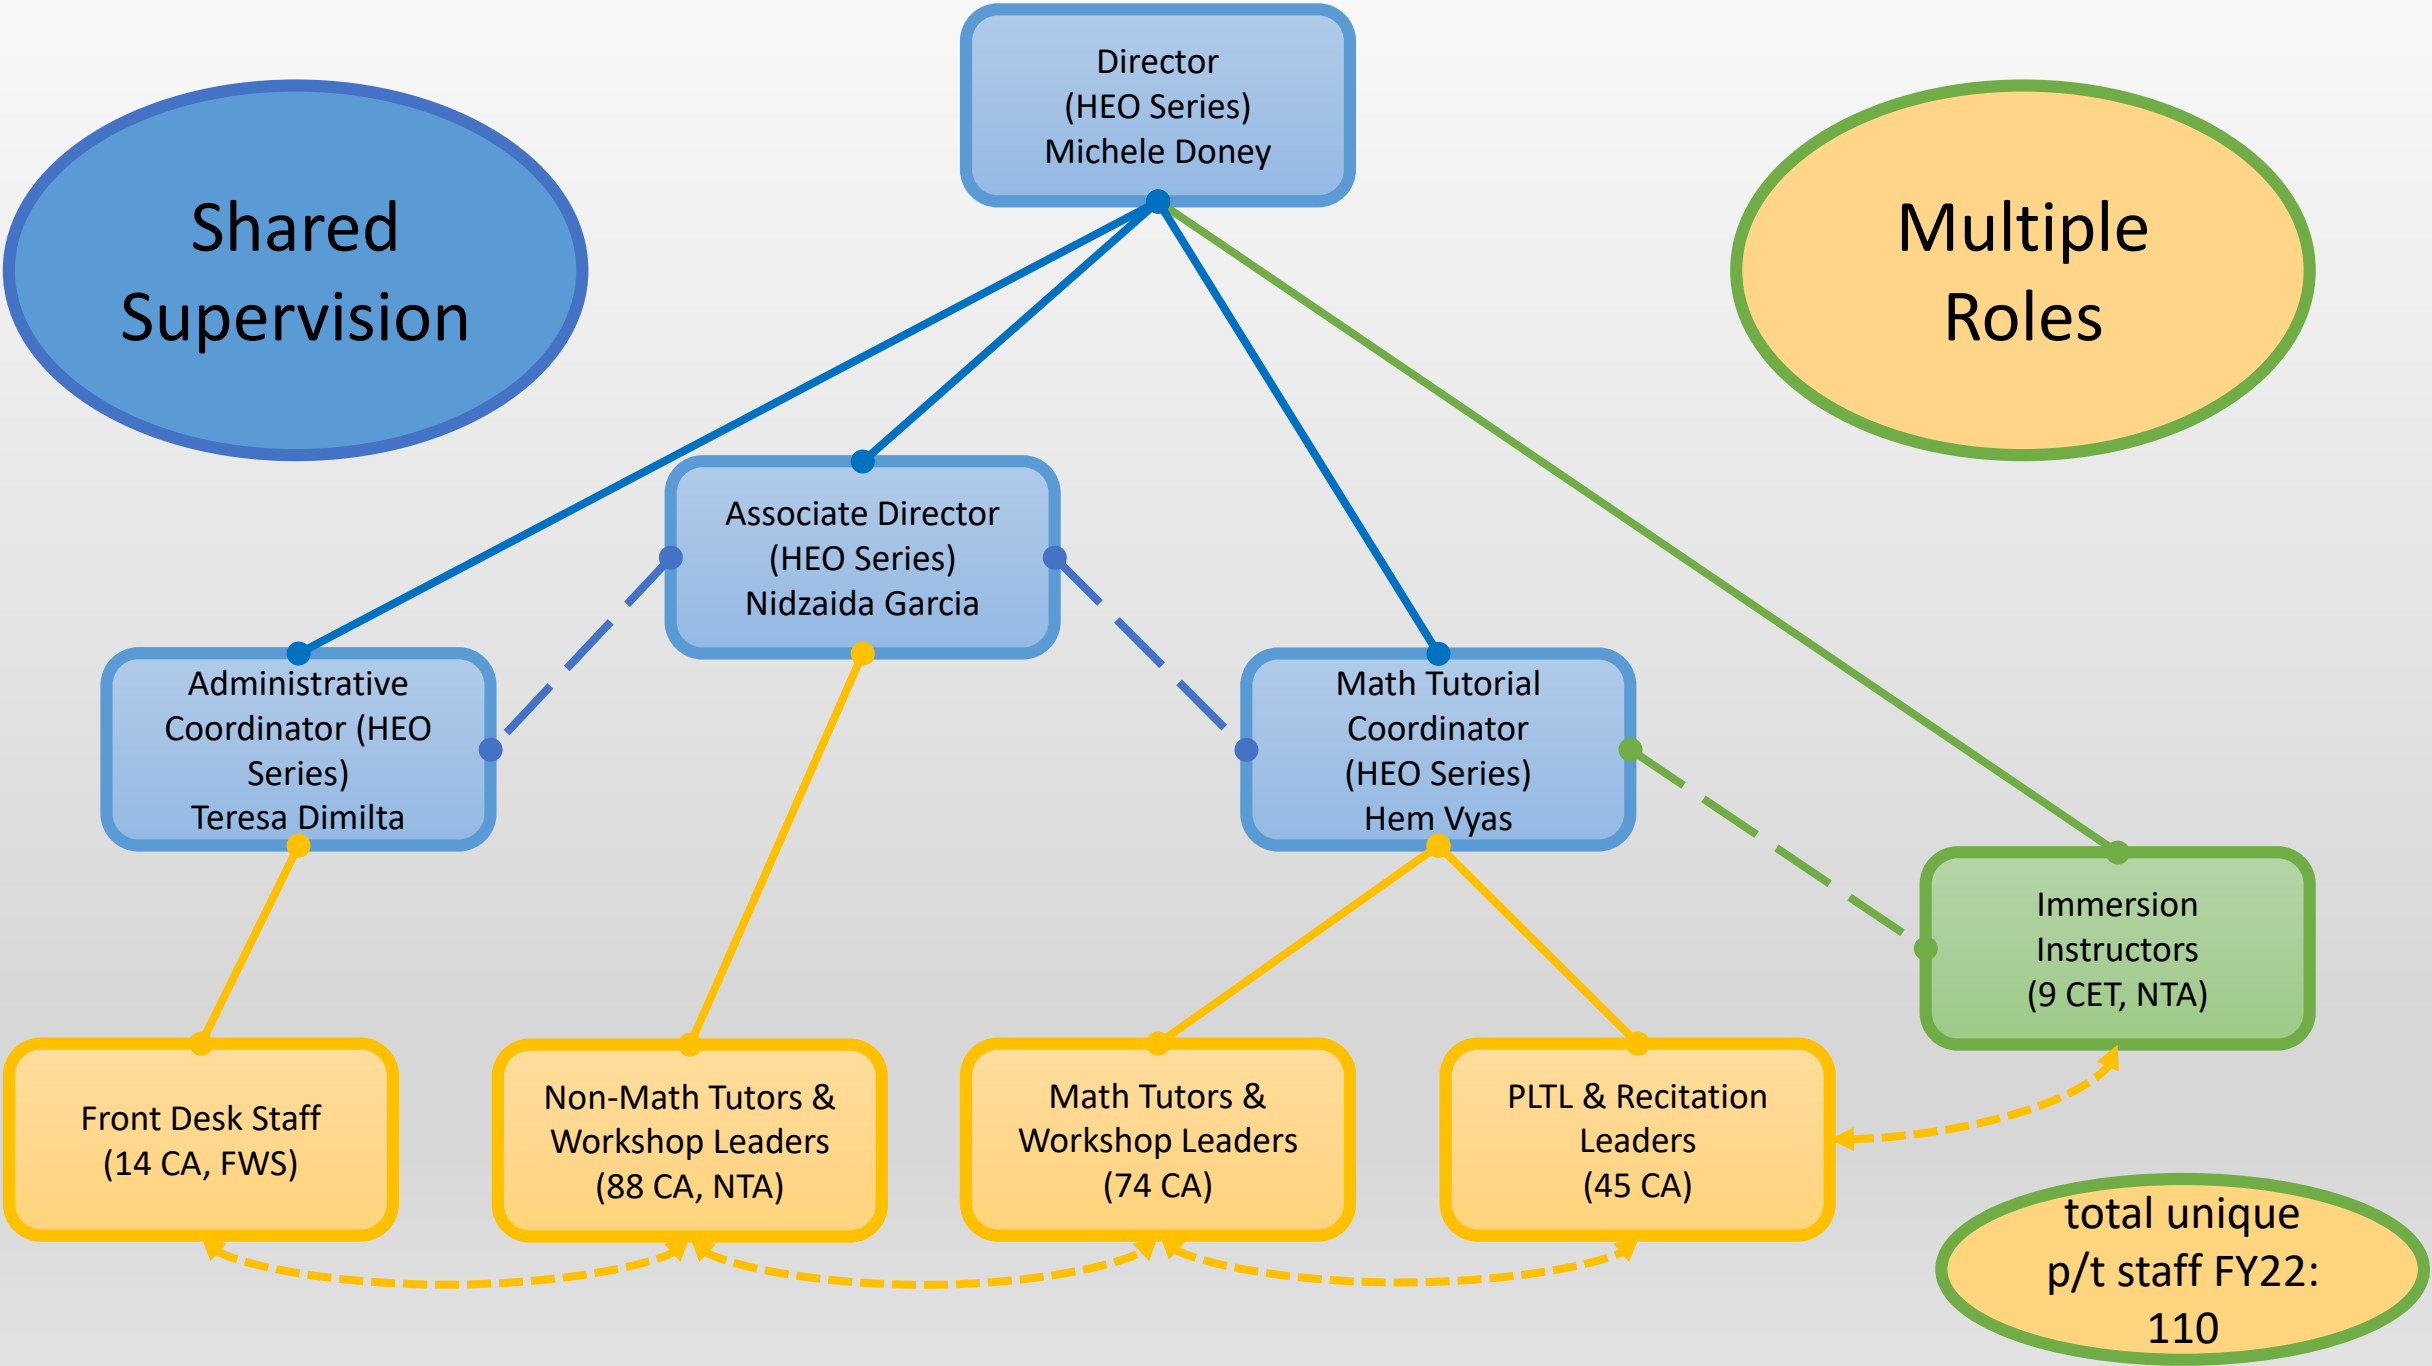 Director
(HEO Series)
Michele Doney
Shared
Supervision
Multiple
Roles
Associate Director
(HEO Series)
Nidzaida Garcia
Administrative
Coordinator (HEO
Series)
Teresa Dimilta
Math Tutorial
Coordinator
(HEO Series)
Hem Vyas
Immersion
Instructors
(9 CET, NTA)
Front Desk Staff
(14 CA, FWS)
Non-Math Tutors &
Workshop Leaders
(88 CA, NTA)
Math Tutors &
Workshop Leaders
(74 CA)
PLTL & Recitation
Leaders
(45 CA)
total unique
p/t staff FY22:
110